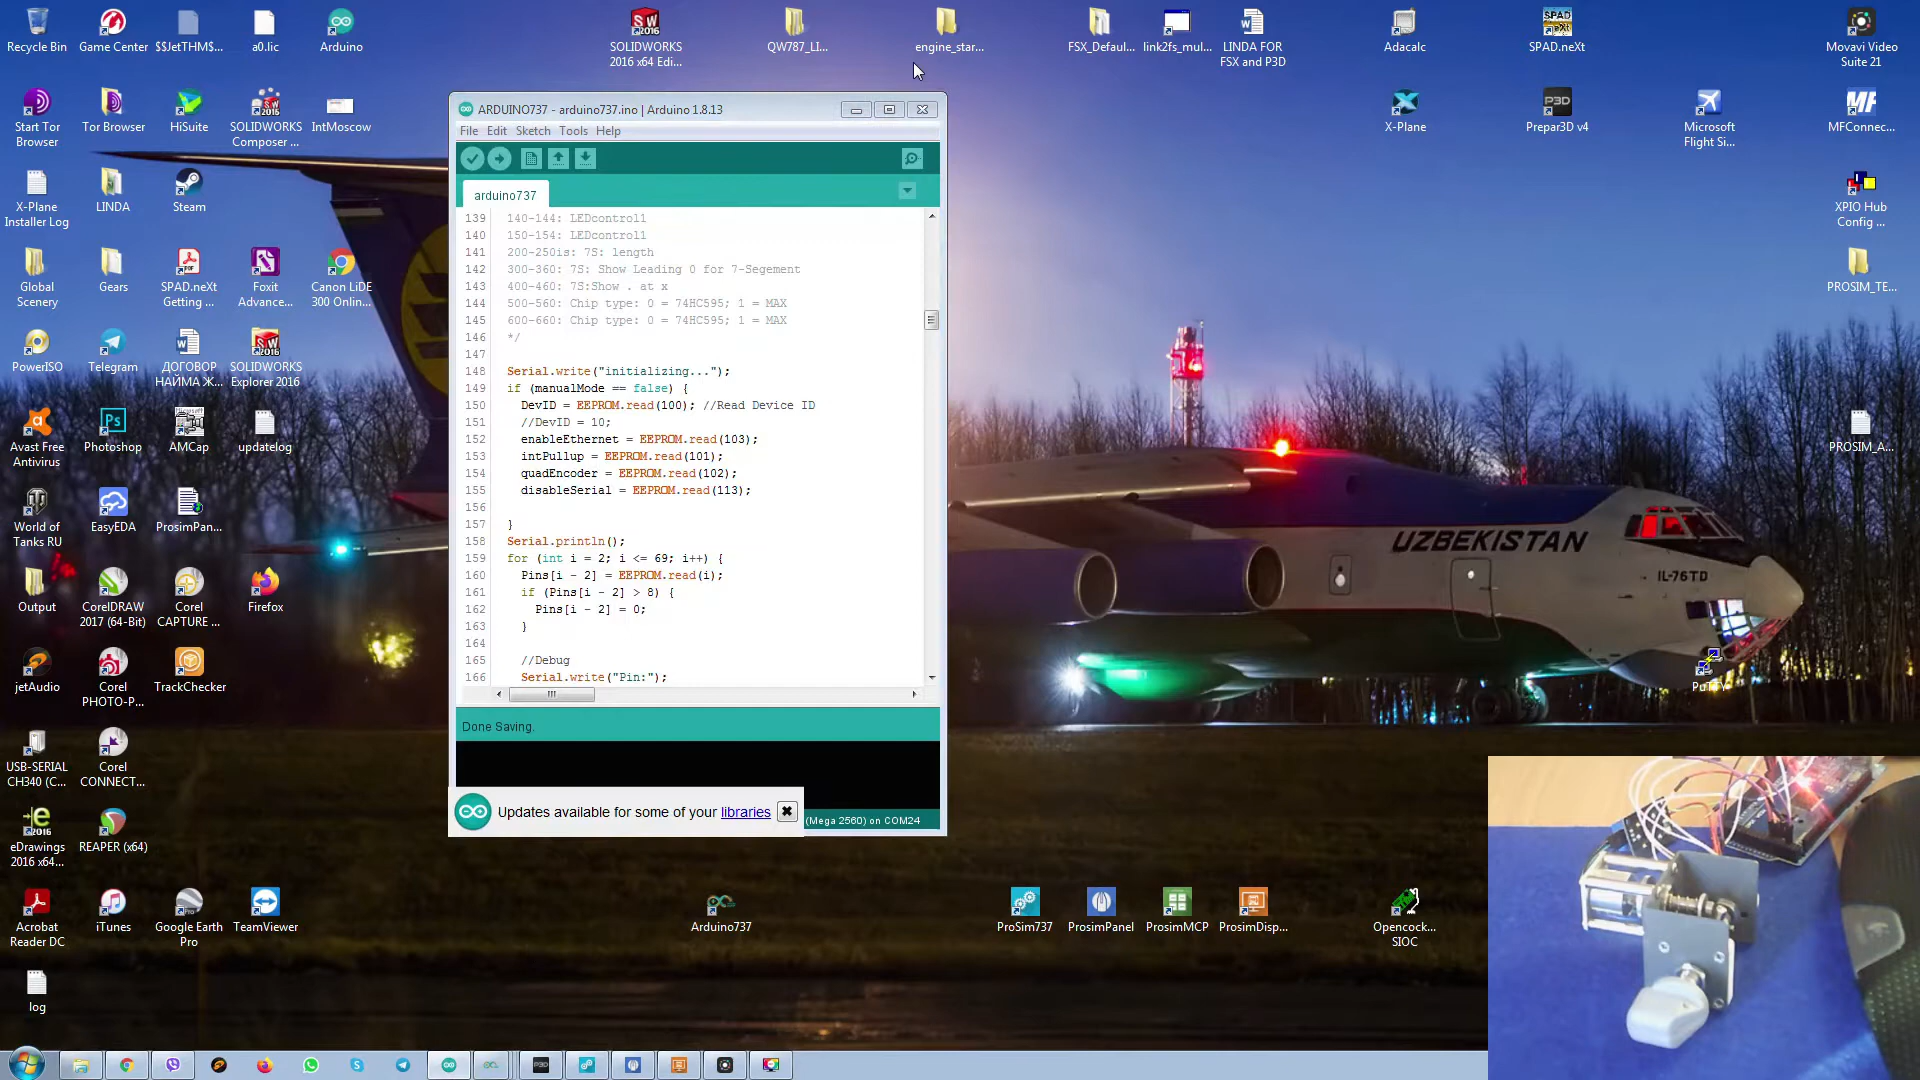 Recycle Bin
Game Center
$$JetTHM$...
a0.lic
Arduino
SOLIDWORKS
2016 x64 Edi...
QW787_LI...
engine_star...
FSX_Defaul...
link2fs_mul...
LINDA FOR
FSX and P3D
Adacalc
SPAD.neXt
Movavi Video
Suite 21
Start Tor
Browser
Tor Browser
HiSuite
SOLIDWORKS
Composer ...
IntMoscow
X-Plane
Prepar3D v4
Microsoft
Flight Si...
MFConnec...
X-Plane
Installer Log
LINDA
Steam
XPIO Hub
Config ...
Global
Scenery
Gears
SPAD.neXt
Getting ...
Foxit
Advance...
Canon LiDE
300 Onlin...
PROSIM_TE...
PowerISO
Telegram
ДОГОВОР
НАЙМА Ж...
SOLIDWORKS
Explorer 2016
Avast Free
Antivirus
Photoshop
AMCap
updatelog
PROSIM_A...
World of
Tanks RU
EasyEDA
ProsimPan...
Output
CorelDRAW
2017 (64-Bit)
Corel
CAPTURE ...
Firefox
jetAudio
Corel
PHOTO-P...
TrackChecker
PuTTY
USB-SERIAL
CH340 (C...
Corel
CONNECT...
eDrawings
2016 x64...
REAPER (x64)
Acrobat
Reader DC
iTunes
Google Earth
Pro
TeamViewer
Arduino737
ProSim737
ProsimPanel
ProsimMCP
ProsimDisp...
Opencock...
SIOC
log
ARDUINO737 - arduino737.ino | Arduino 1.8.13
File Edit Sketch Tools Help
arduino737
139 140-144: LEDcontrol1
140 150-154: LEDcontrol1
141 200-250is: 7S: length
142 300-360: 7S: Show Leading 0 for 7-Segement
143 400-460: 7S:Show . at x
144 500-560: Chip type: 0 = 74HC595; 1 = MAX
145 600-660: Chip type: 0 = 74HC595; 1 = MAX
146 */
147
148 Serial.write("initializing...");
149 if (manualMode == false) {
150 DevID = EEPROM.read(100); //Read Device ID
151 //DevID = 10;
152 enableEthernet = EEPROM.read(103);
153 intPullup = EEPROM.read(101);
154 quadEncoder = EEPROM.read(102);
155 disableSerial = EEPROM.read(113);
156
157 }
158 Serial.println();
159 for (int i = 2; i <= 69; i++) {
160 Pins[i - 2] = EEPROM.read(i);
161 if (Pins[i - 2] > 8) {
162 Pins[i - 2] = 0;
163 }
164
165 //Debug
166 Serial.write("Pin:");
Done Saving.
Updates available for some of your libraries
(Mega 2560) on COM24
UZBEKISTAN
IL-76TD